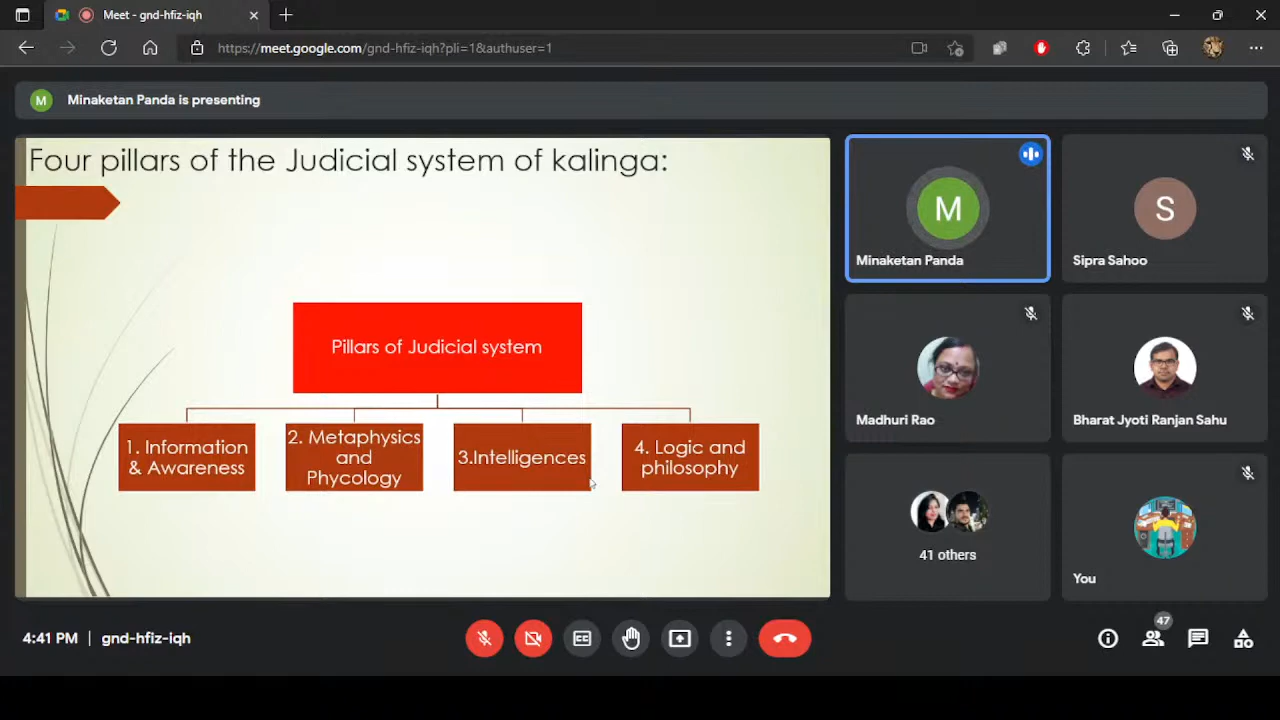 Meet - gnd-hfiz-iqh
https://meet.google.com/gnd-hfiz-iqh?pli=1&authuser=1
M
Minaketan Panda is presenting
Four pillars of the Judicial system of kalinga:
Pillars of Judicial system
1. Information
& Awareness
2. Metaphysics
and
Phycology
3.Intelligences
4. Logic and
philosophy
M
Minaketan Panda
S
Sipra Sahoo
Madhuri Rao
Bharat Jyoti Ranjan Sahu
41 others
You
4:41 PM | gnd-hfiz-iqh
CC
47